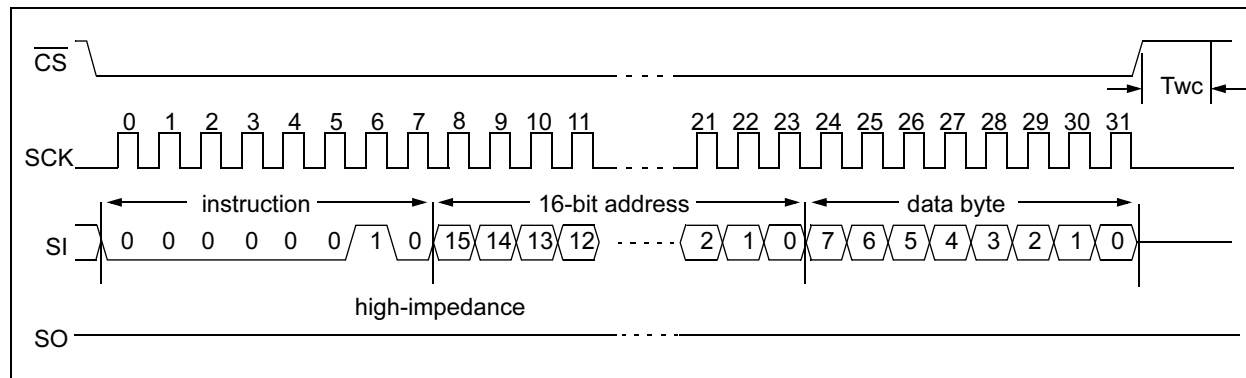 CS
Twc
0 1 2 3 4 5 6 7 8 9 10 11 21 22 23 24 25 26 27 28 29 30 31
SCK
instruction 16-bit address data byte
SI 0 0 0 0 0 0 1 0 15 14 13 12 2 1 0 7 6 5 4 3 2 1 0
high-impedance
SO